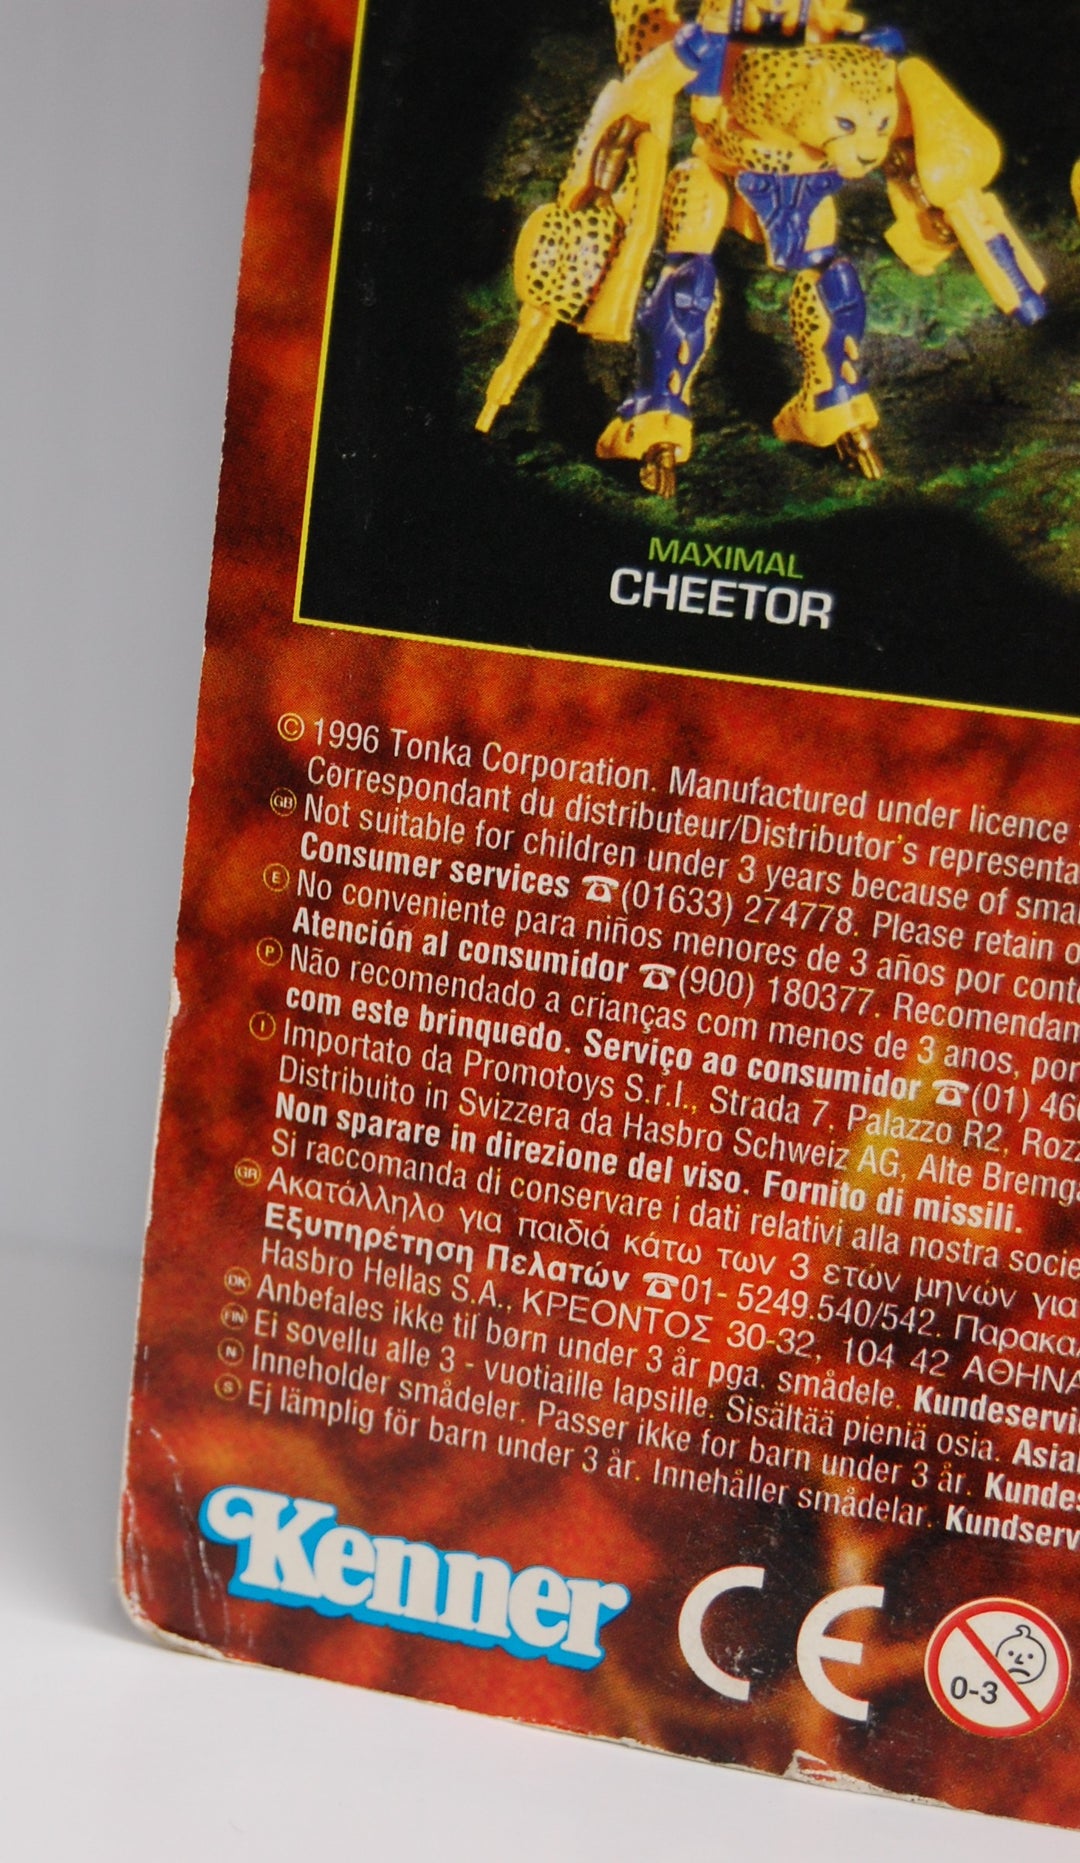 MAXIMAL
CHEETOR
© 1996 Tonka Corporation. Manufactured under licence
Correspondant du distributeur/Distributor's representa
GB Not suitable for children under 3 years because of smal
Consumer services ☎(01633) 274778. Please retain o
E No conveniente para niños menores de 3 años por conte
Atención al consumidor ☎(900) 180377. Recomendam
P Não recomendado a crianças com menos de 3 anos, por
com este brinquedo. Serviço ao consumidor ☎(01) 460
I Importato da Promotoys S.r.l., Strada 7, Palazzo R2, Rozz
Distribuito in Svizzera da Hasbro Schweiz AG, Alte Bremg
Non sparare in direzione del viso. Fornito di missili.
Si raccomanda di conservare i dati relativi alla nostra socie
GR Ακατάλληλο για παιδιά κάτω των 3 ετών μηνών για
Εξυπηρέτηση Πελατών ☎01- 5249.540/542. Παρακα
Hasbro Hellas S.A., ΚΡΕΟΝΤΟΣ 30-32, 104 42 ΑΘΗΝΑ
DK Anbefales ikke til børn under 3 år pga. smådele. Kundeservi
FIN Ei sovellu alle 3 - vuotiaille lapsille. Sisältää pieniä osia. Asia
N Inneholder smådeler. Passer ikke for barn under 3 år. Kundes
S Ej lämplig för barn under 3 år. Innehåller smådelar. Kundserv
Kenner
CE
0-3